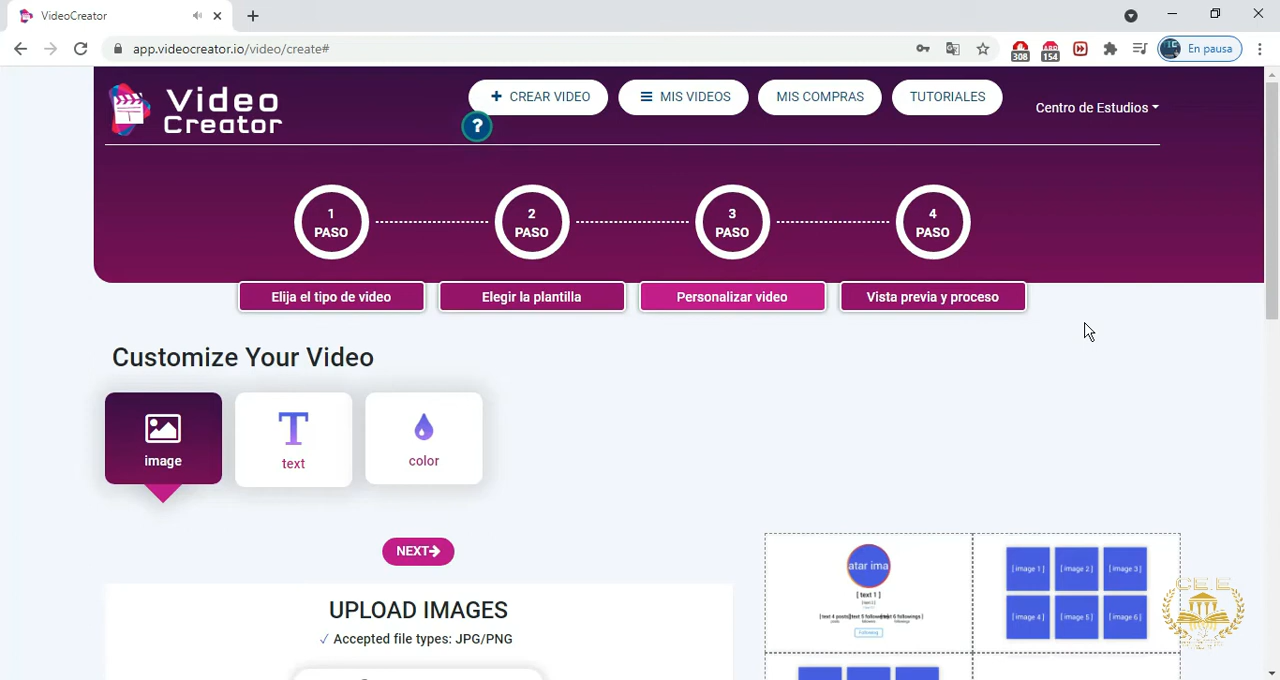 VideoCreator
app.videocreator.io/video/create#
308
154
En pausa
Video
Creator
+ CREAR VIDEO
MIS VIDEOS
MIS COMPRAS
TUTORIALES
Centro de Estudios
?
1
PASO
2
PASO
3
PASO
4
PASO
Elija el tipo de video
Elegir la plantilla
Personalizar video
Vista previa y proceso
Customize Your Video
image
text
color
NEXT
UPLOAD IMAGES
✓ Accepted file types: JPG/PNG
atar ima
[ text 1 ]
Following
[ image 1 ]
[ image 2 ]
[ image 3 ]
[ image 4 ]
[ image 5 ]
[ image 6 ]
CEE